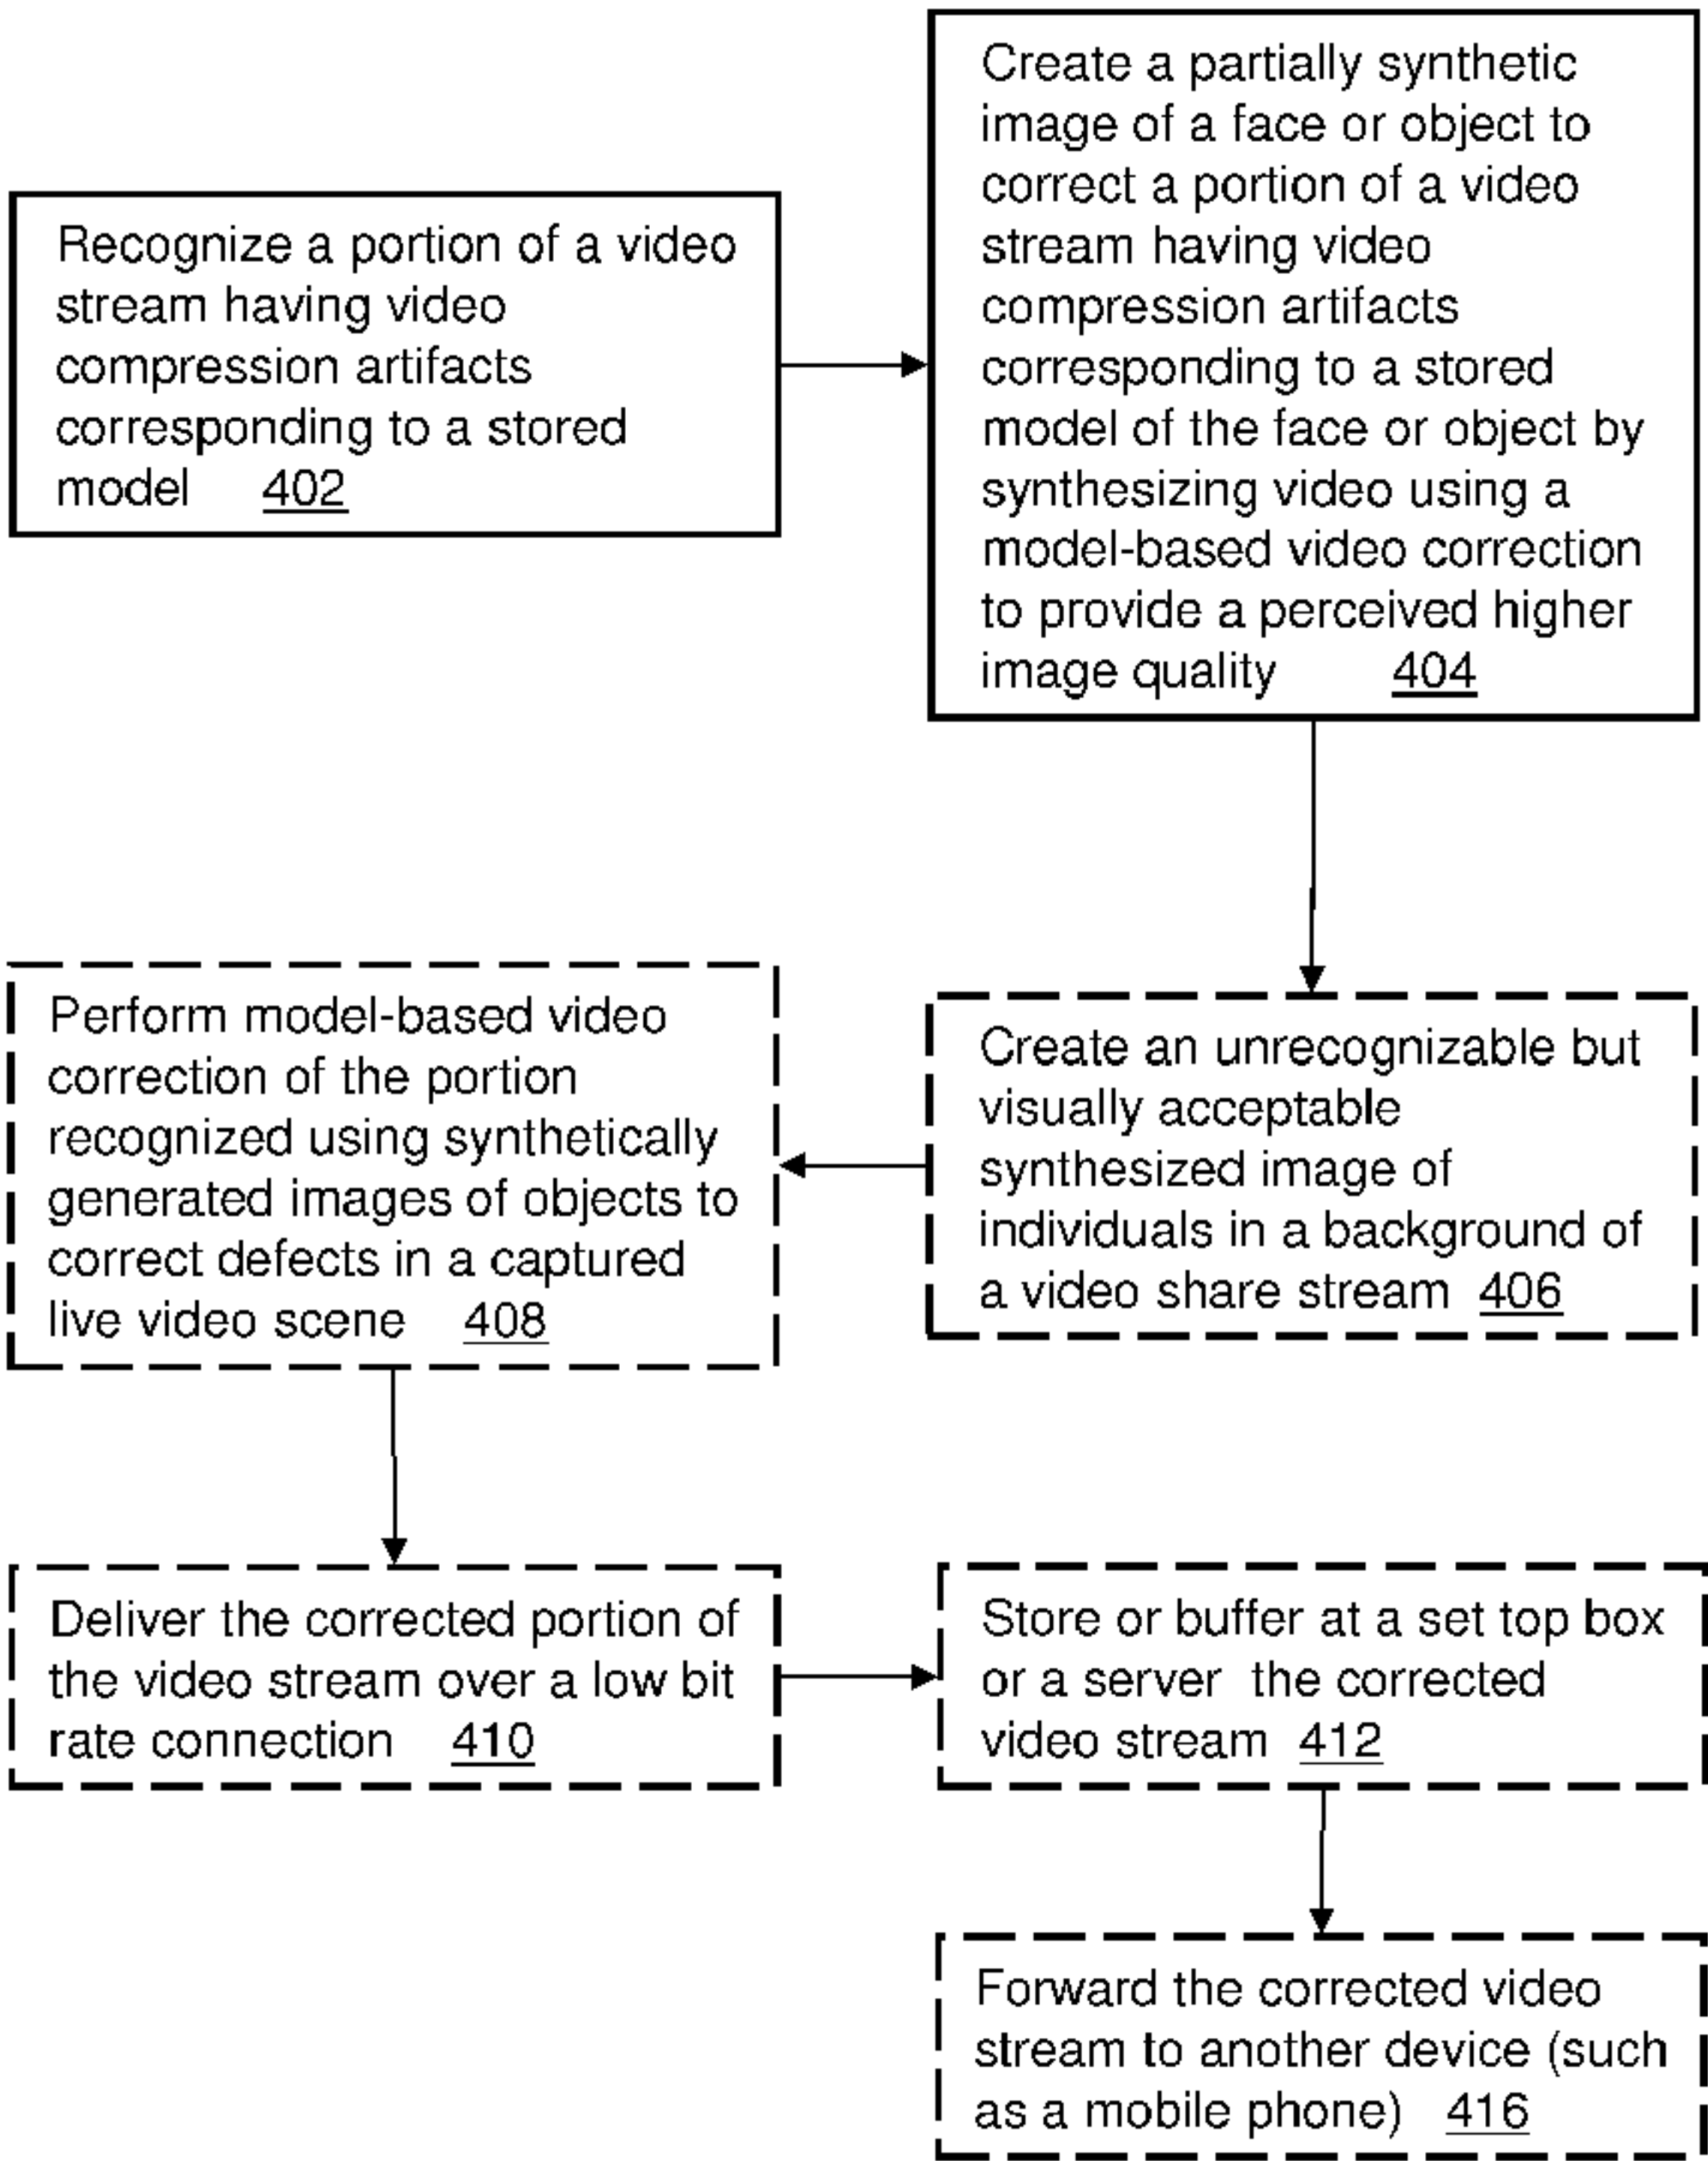 Recognize a portion of a video
stream having video
compression artifacts
corresponding to a stored
model 402
Create a partially synthetic
image of a face or object to
correct a portion of a video
stream having video
compression artifacts
corresponding to a stored
model of the face or object by
synthesizing video using a
model-based video correction
to provide a perceived higher
image quality 404
Create an unrecognizable but
visually acceptable
synthesized image of
individuals in a background of
a video share stream 406
Perform model-based video
correction of the portion
recognized using synthetically
generated images of objects to
correct defects in a captured
live video scene 408
Deliver the corrected portion of
the video stream over a low bit
rate connection 410
Store or buffer at a set top box
or a server the corrected
video stream 412
Forward the corrected video
stream to another device (such
as a mobile phone) 416